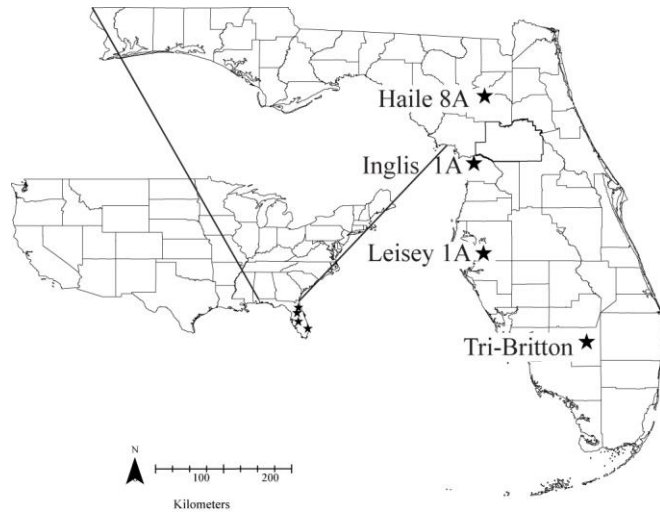 Haile 8A
Inglis 1A
Leisey 1A
Tri-Britton
N
100 200
Kilometers